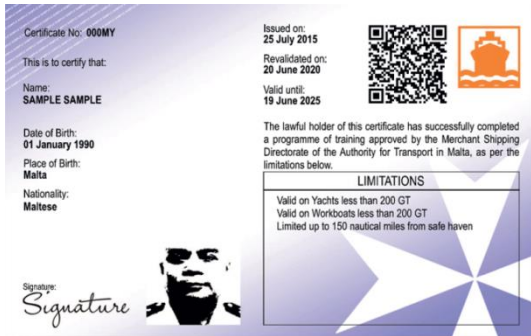 Certificate No: 000MY
This is to certify that:
Name:
SAMPLE SAMPLE
Date of Birth:
01 January 1990
Place of Birth:
Malta
Nationality:
Maltese
Signature:
Signature
Issued on:
25 July 2015
Revalidated on:
20 June 2020
Valid until:
19 June 2025
The lawful holder of this certificate has successfully completed
a programme of training approved by the Merchant Shipping
Directorate of the Authority for Transport in Malta, as per the
limitations below.
LIMITATIONS
Valid on Yachts less than 200 GT
Valid on Workboats less than 200 GT
Limited up to 150 nautical miles from safe haven